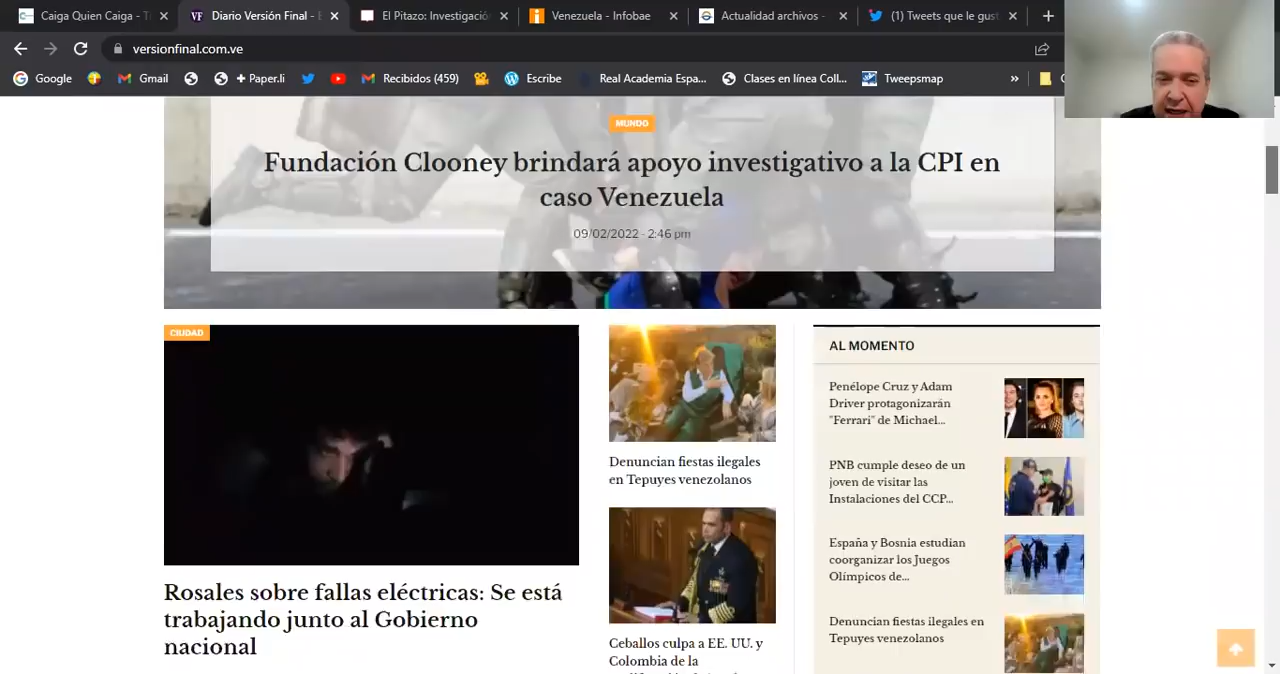 Caiga Quien Caiga - T
Diario Versión Final -
El Pitazo: Investigació
Venezuela - Infobae
Actualidad archivos -
(1) Tweets que le gust
versionfinal.com.ve
Google
Gmail
+ Paper.li
Recibidos (459)
Escribe
Real Academia Espa...
Clases en línea Coll...
Tweepsmap
»
MUNDO
Fundación Clooney brindará apoyo investigativo a la CPI en
caso Venezuela
09/02/2022 - 2:46 pm
CIUDAD
Rosales sobre fallas eléctricas: Se está
trabajando junto al Gobierno
nacional
Denuncian fiestas ilegales
en Tepuyes venezolanos
Ceballos culpa a EE. UU. y
Colombia de la
AL MOMENTO
Penélope Cruz y Adam
Driver protagonizarán
"Ferrari" de Michael...
PNB cumple deseo de un
joven de visitar las
Instalaciones del CCP...
España y Bosnia estudian
coorganizar los Juegos
Olímpicos de...
Denuncian fiestas ilegales en
Tepuyes venezolanos